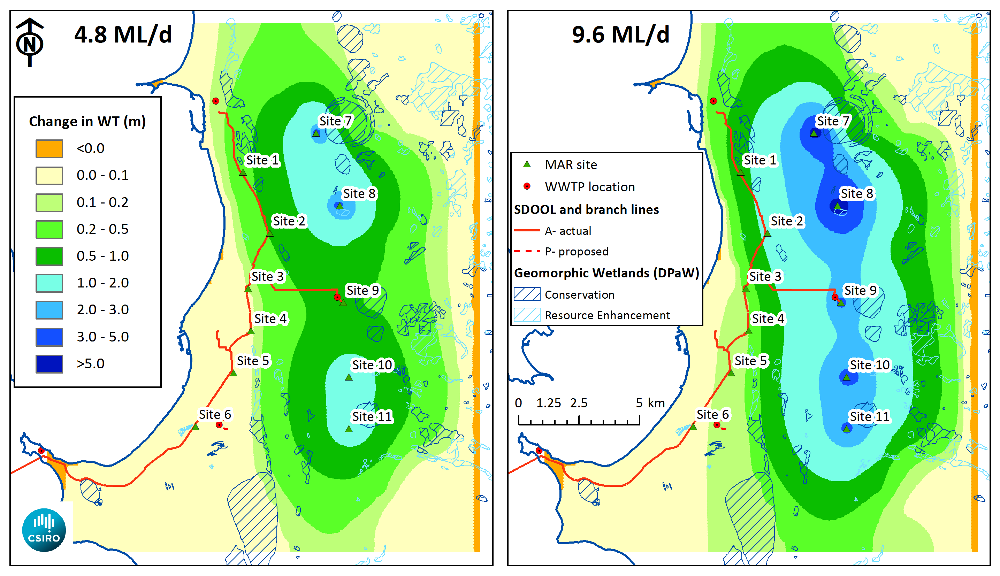 4.8 ML/d
N
Change in WT (m)
<0.0
0.0 - 0.1
0.1 - 0.2
0.2 - 0.5
0.5 - 1.0
1.0 - 2.0
2.0 - 3.0
3.0 - 5.0
>5.0
Site 7
Site 1
Site 8
Site 2
Site 3
Site 9
Site 4
Site 5
Site 10
Site 6
Site 11
CSIRO
9.6 ML/d
Site 7
Site 1
Site 8
Site 2
Site 3
Site 9
Site 4
Site 5
Site 10
Site 6
Site 11
MAR site
WWTP location
SDOOL and branch lines
A- actual
P- proposed
Geomorphic Wetlands (DPaW)
Conservation
Resource Enhancement
0 1.25 2.5 5 km